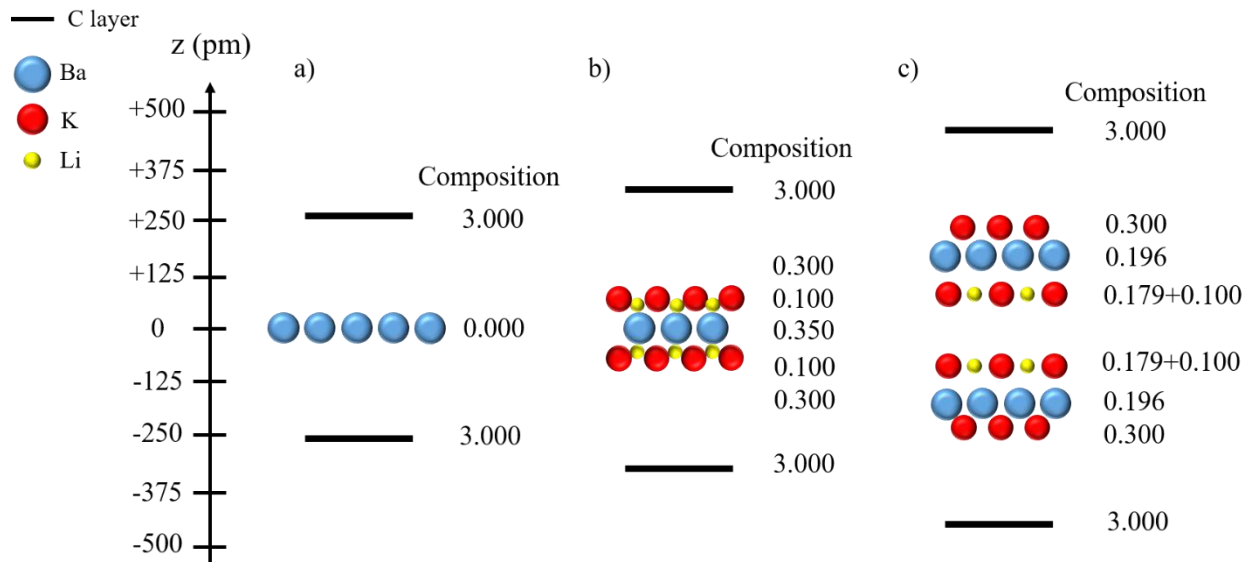 C layer
Ba
K
Li
z (pm)
+500
+375
+250
+125
0
-125
-250
-375
-500
a)
Composition
3.000
0.000
3.000
b)
Composition
3.000
0.300
0.100
0.350
0.100
0.300
3.000
c)
Composition
3.000
0.300
0.196
0.179+0.100
0.179+0.100
0.196
0.300
3.000